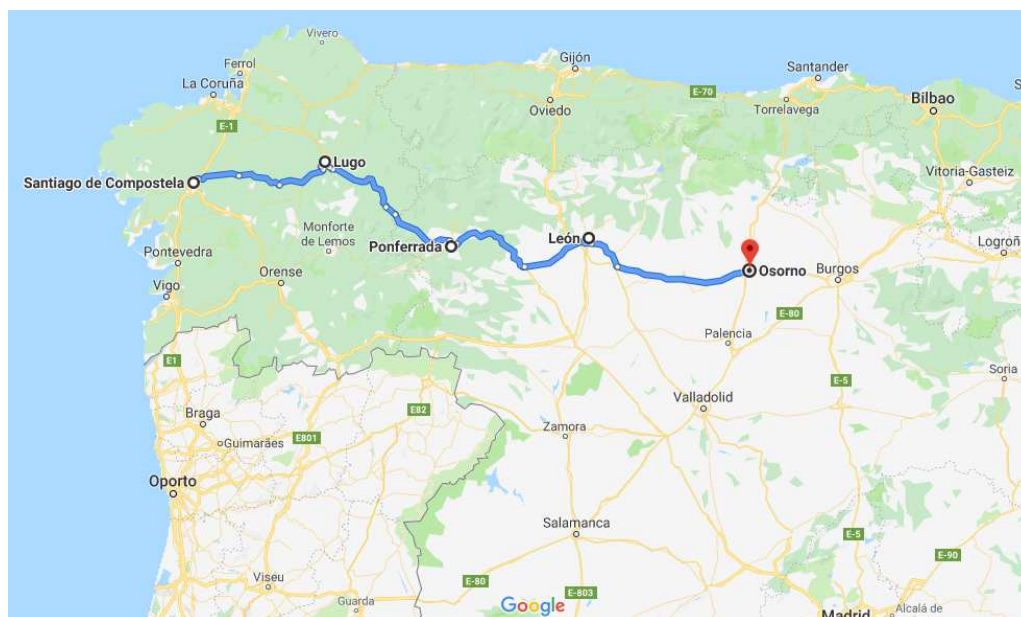 Vivero
Ferrol
La Coruña
E-1
Gijón
Oviedo
E-70
Santander
Torrelavega
Bilbao
Vitoria-Gasteiz
Lugo
Santiago de Compostela
Monforte
de Lemos
Ponferrada
León
Osorno
Burgos
Logroñ
Pontevedra
Vigo
Orense
E-80
Palencia
Soria
E1
E82
E-5
Braga
Guimarães
E801
Valladolid
Zamora
Oporto
Salamanca
E-5
E-90
Viseu
E-80
Guarda
E-803
Google
Madrid
Alcalá de